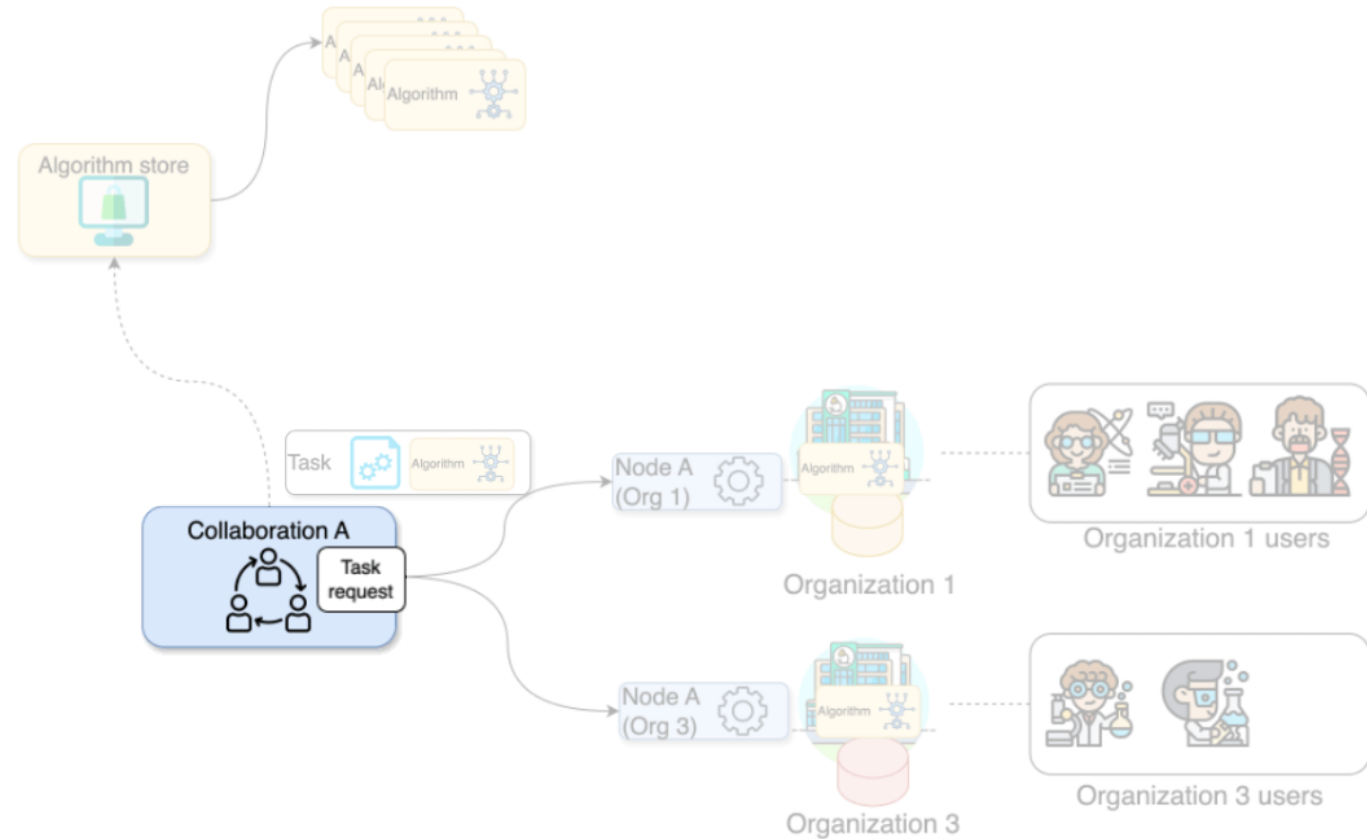 A
A
A
Al
Algorithm
Algorithm store
Task
Algorithm
Collaboration A
Task
request
Node A
(Org 1)
Algorithm
Organization 1
Organization 1 users
Node A
(Org 3)
Algorithm
Organization 3
Organization 3 users